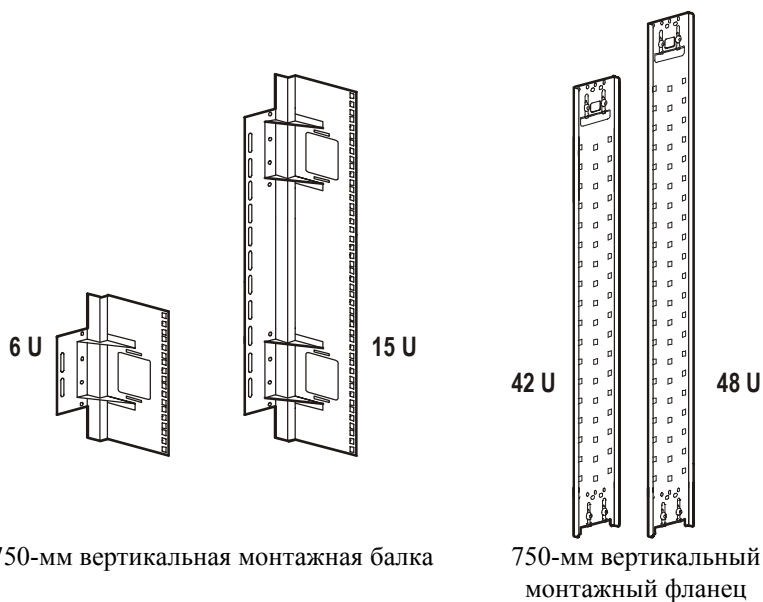 6 U
15 U
42 U
48 U
750-мм вертикальная монтажная балка
750-мм вертикальный
монтажный фланец